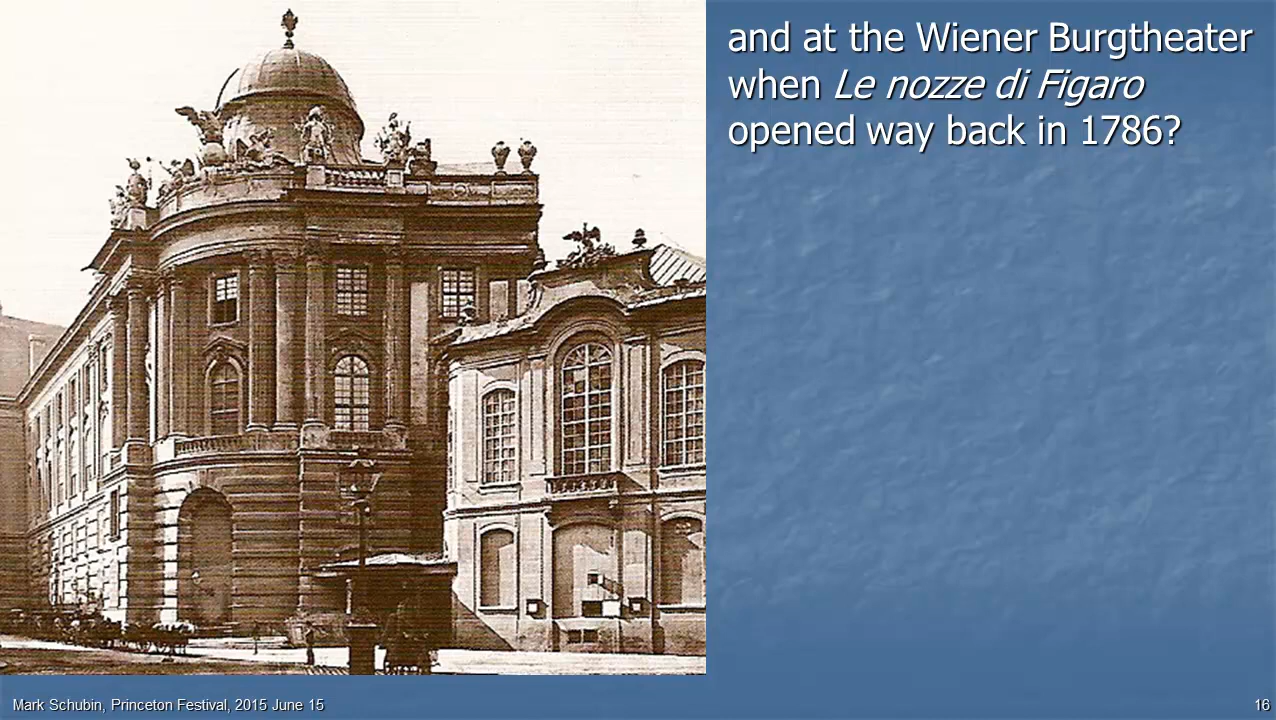 and at the Wiener Burgtheater
when Le nozze di Figaro
opened way back in 1786?
Mark Schubin, Princeton Festival, 2015 June 15
16